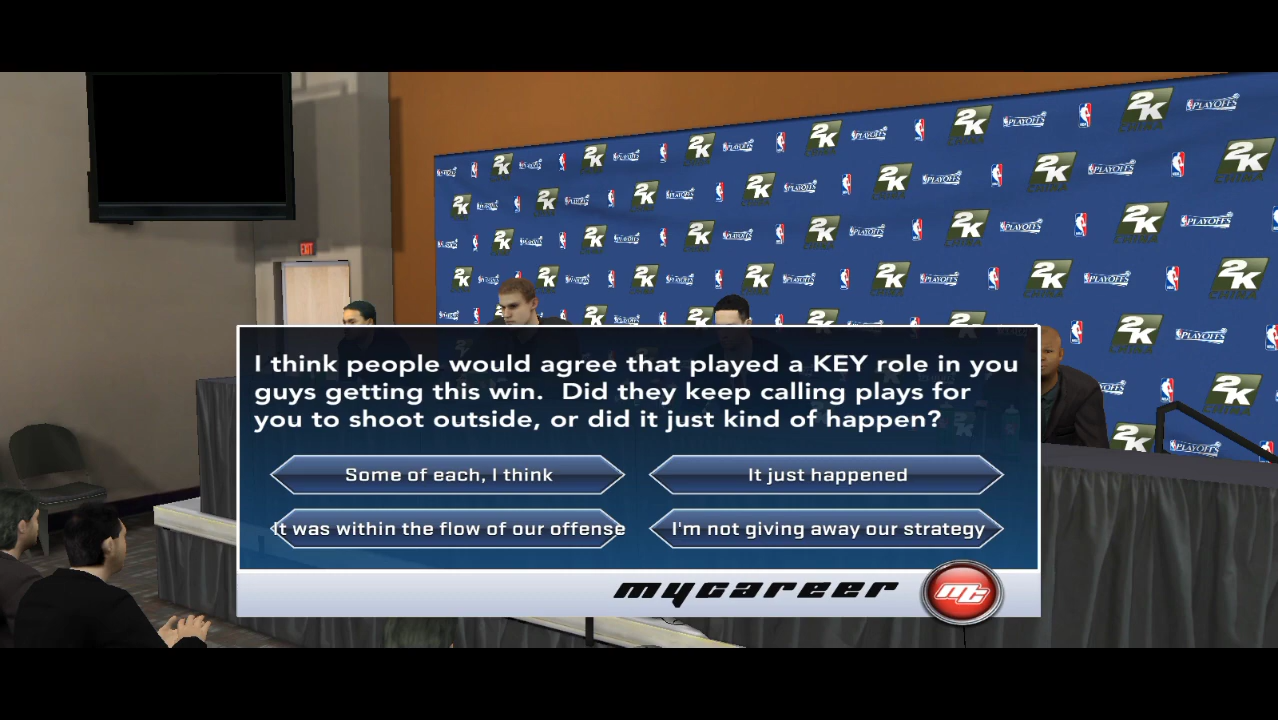 EXIT
2K CHINA
PLAYOFFS
I think people would agree that played a KEY role in you
guys getting this win.  Did they keep calling plays for
you to shoot outside, or did it just kind of happen?
Some of each, I think
It just happened
It was within the flow of our offense
I'm not giving away our strategy
mycareer
mc